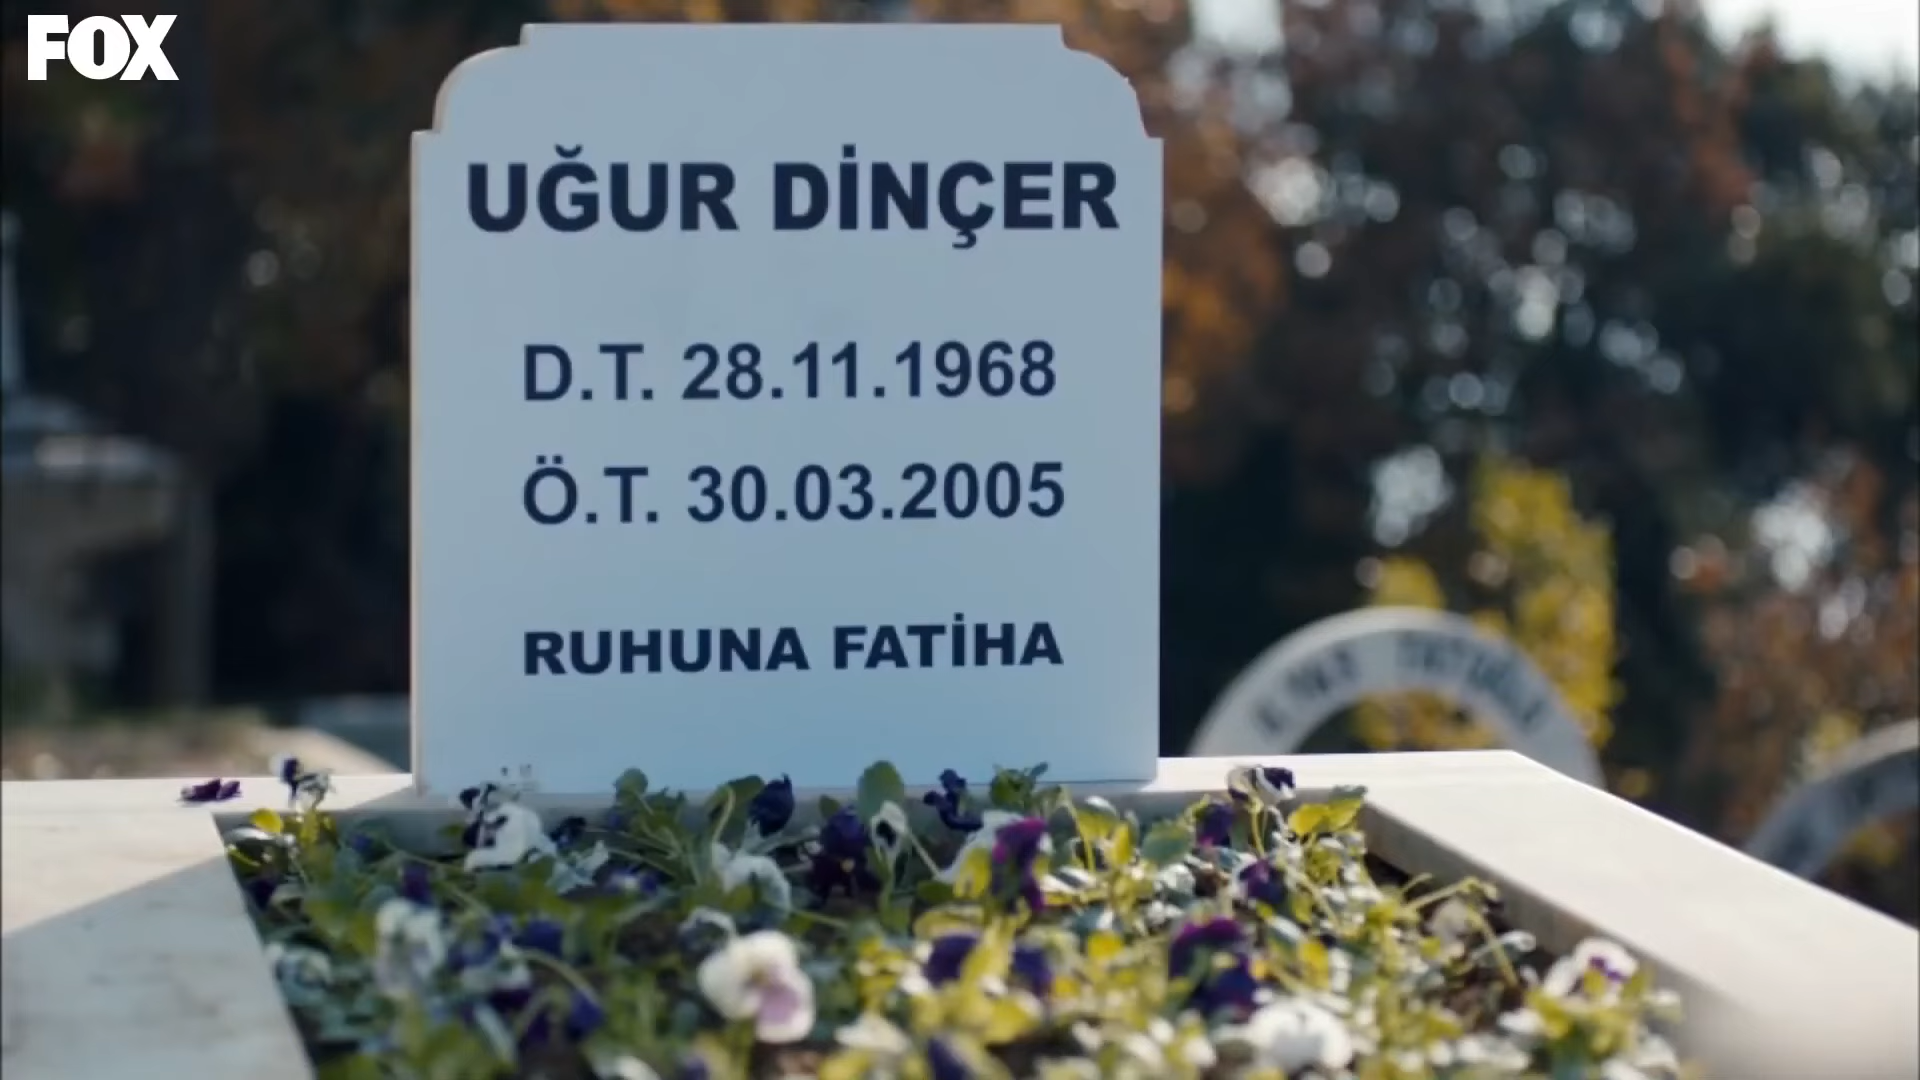 FOX
UĞUR DİNÇER
D.T. 28.11.1968
Ö.T. 30.03.2005
RUHUNA FATİHA